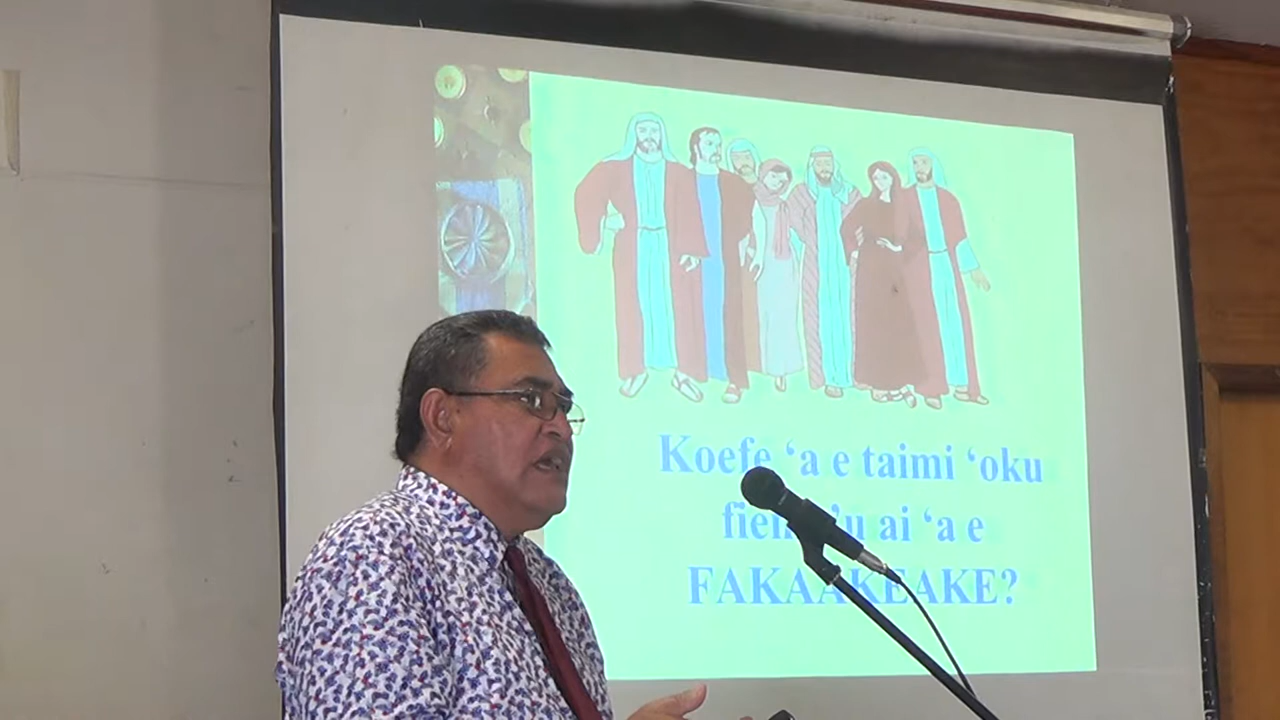 Koefe ‘a e taimi ‘oku
ai ‘a e
FAKAAKEAKE?